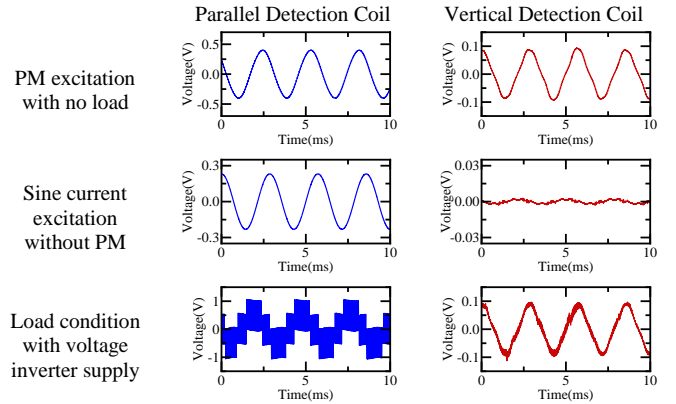 Parallel Detection Coil
Vertical Detection Coil
PM excitation
with no load
Voltage(V)
0.5
0.0
-0.5
0
5
10
Time(ms)
Voltage(V)
0.1
0.0
-0.1
0
5
10
Time(ms)
Sine current
excitation
without PM
Voltage(V)
0.3
0.0
-0.3
0
5
10
Time(ms)
Voltage(V)
0.03
0.00
-0.03
0
5
10
Time(ms)
Load condition
with voltage
inverter supply
Voltage(V)
1
0
-1
0
5
10
Time(ms)
Voltage(V)
0.1
0.0
-0.1
0
5
10
Time(ms)